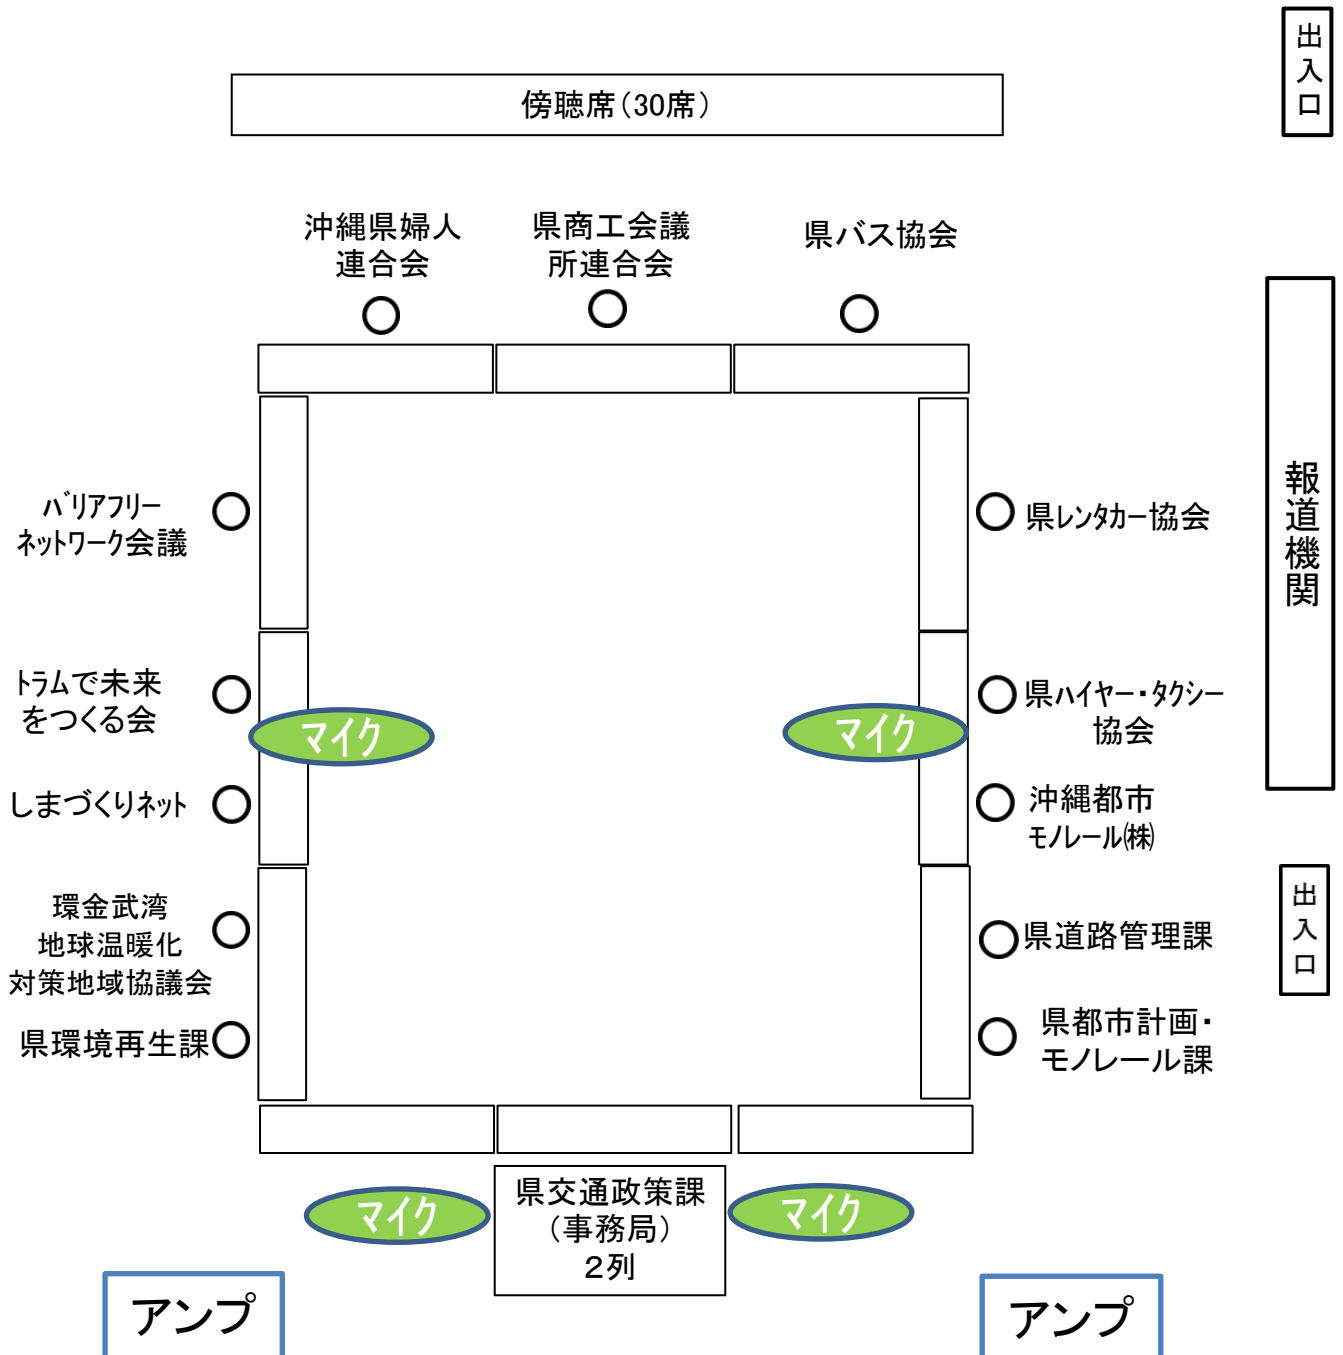 出入口
傍聴席（30席）
沖縄県婦人
連合会
県商工会議
所連合会
県バス協会
報道機関
ﾊﾞﾘｱﾌﾘｰ
ﾈｯﾄﾜｰｸ会議
県ﾚﾝﾀｶｰ協会
ﾄﾗﾑで未来
をつくる会
マイク
マイク
県ﾊｲﾔｰ・ﾀｸｼｰ
協会
しまづくりﾈｯﾄ
沖縄都市
ﾓﾉﾚｰﾙ㈱
環金武湾
地球温暖化
対策地域協議会
県道路管理課
出入口
県環境再生課
県都市計画・
モノレール課
マイク
県交通政策課
（事務局）
２列
マイク
アンプ
アンプ